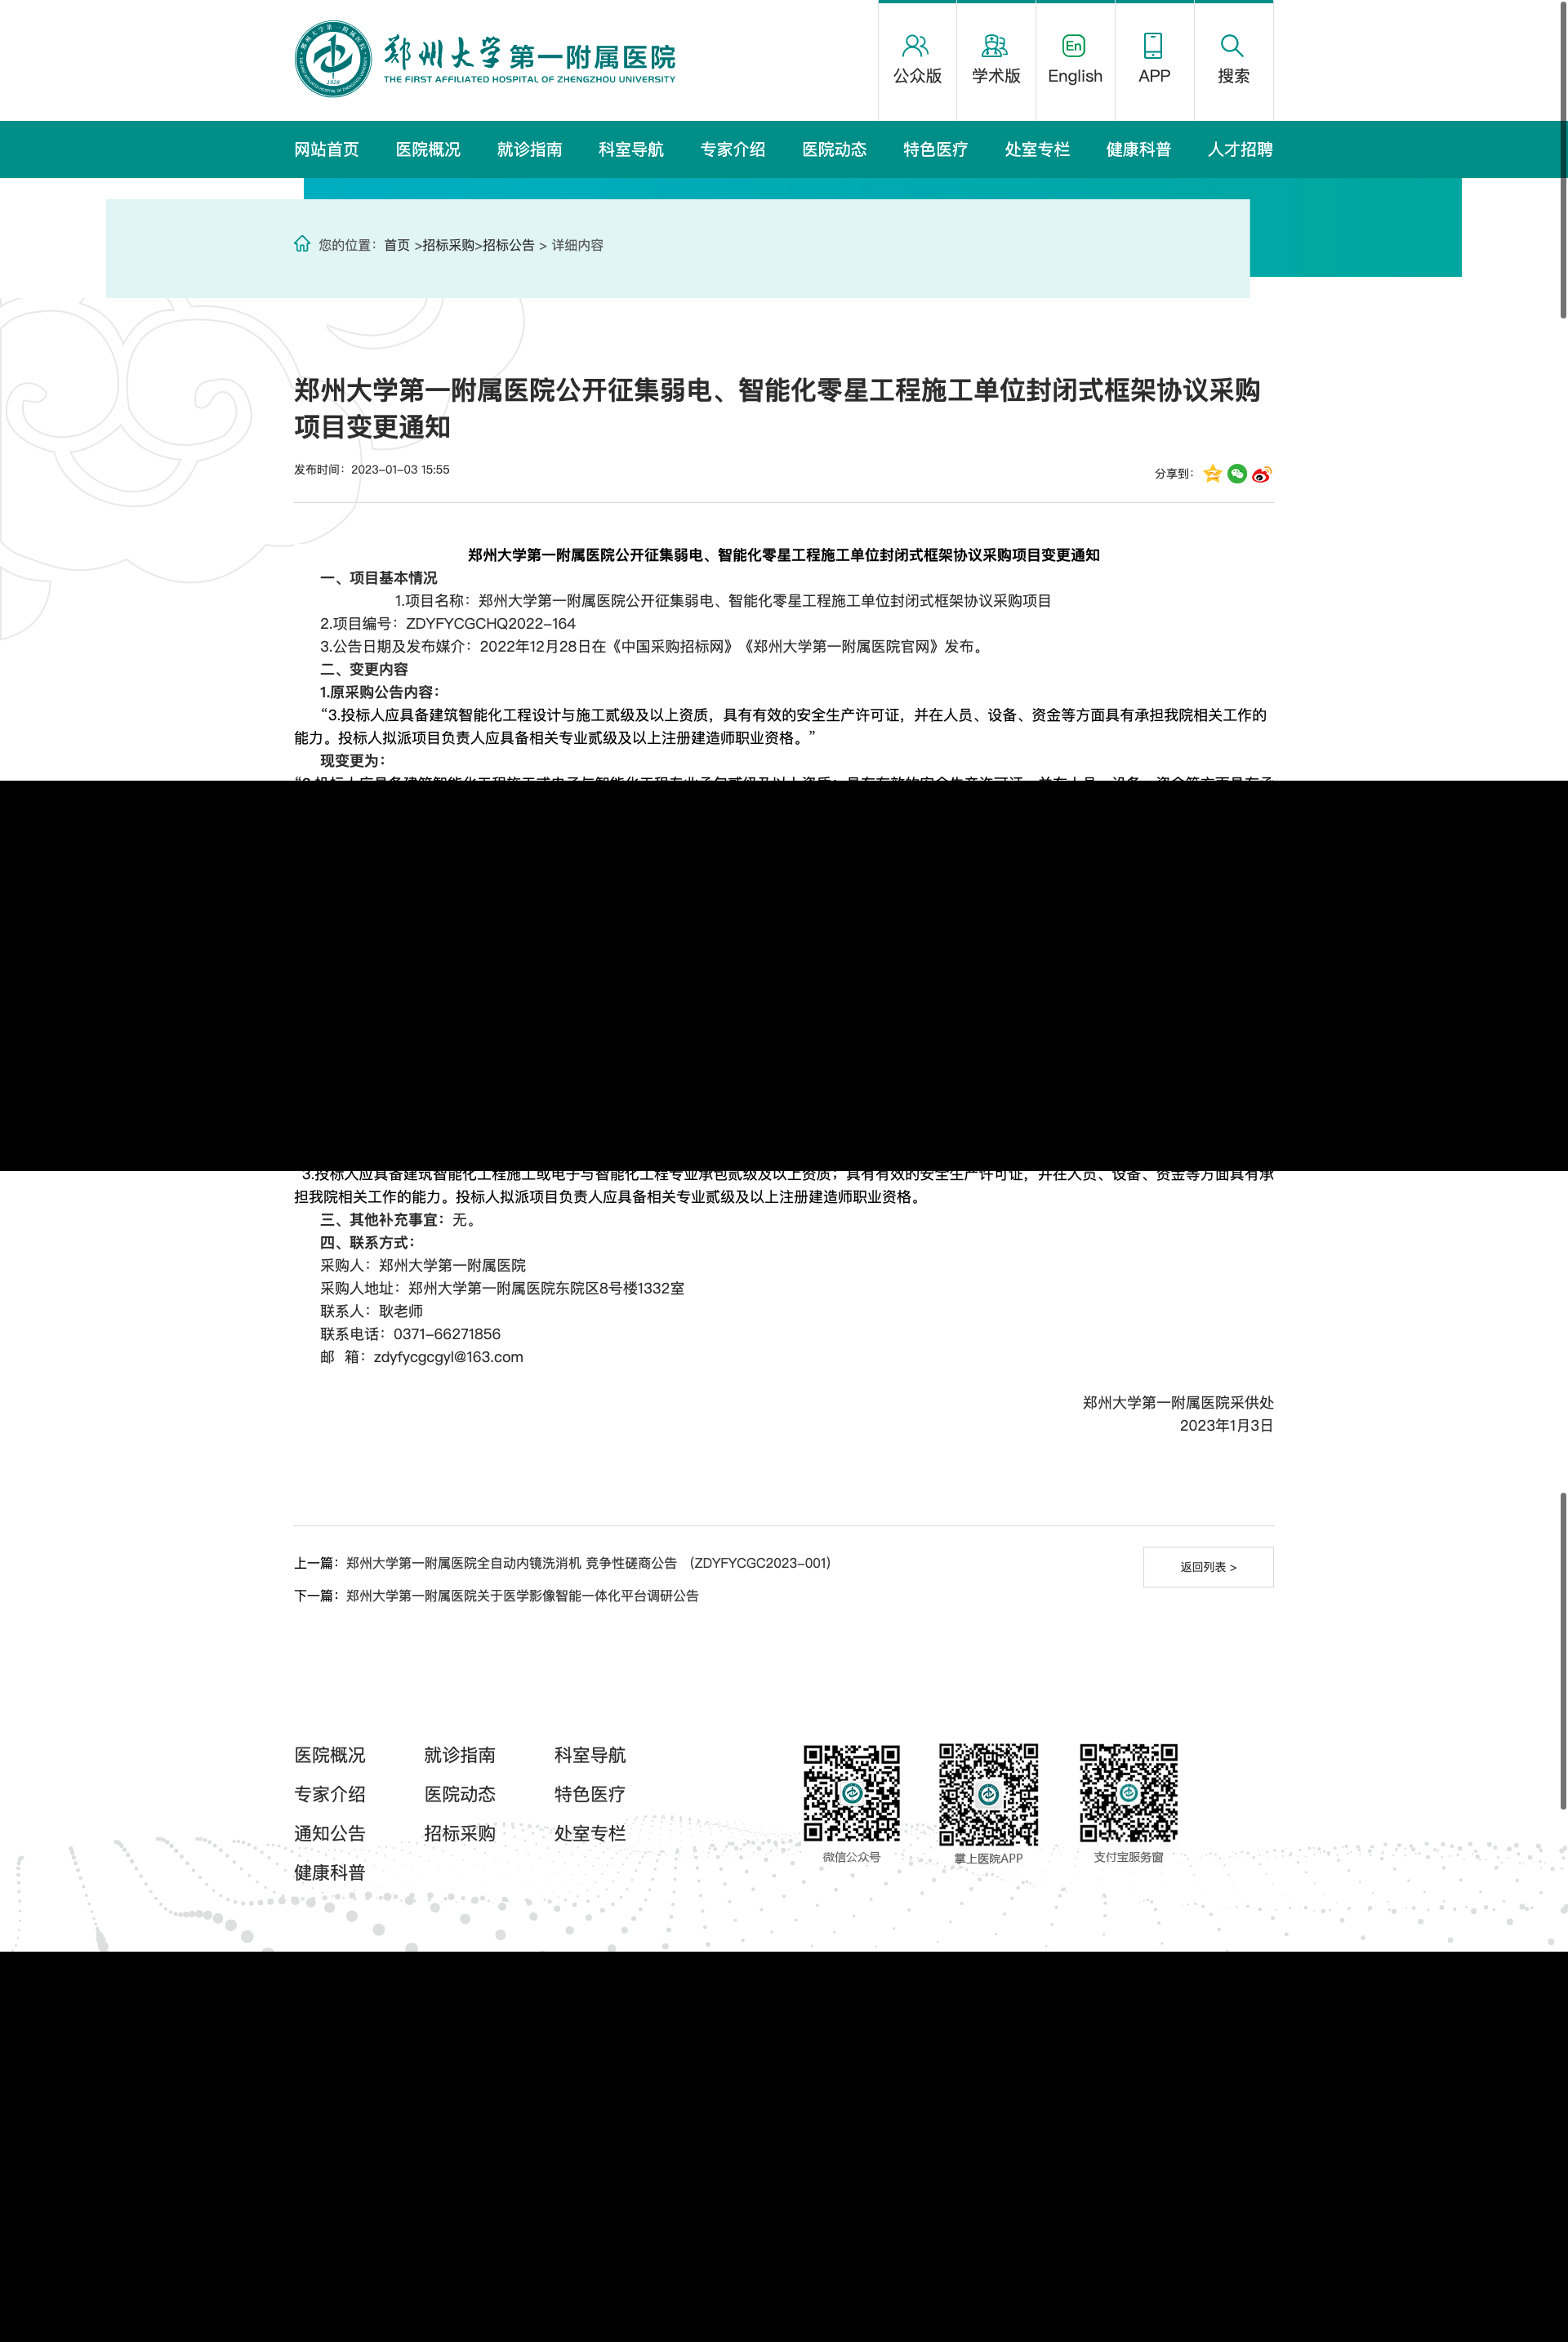 郑州大学第一附属医院
THE FIRST AFFILIATED HOSPITAL OF ZHENGZHOU UNIVERSITY
公众版
学术版
En
English
APP
搜索
网站首页 医院概况 就诊指南 科室导航 专家介绍 医院动态 特色医疗 处室专栏 健康科普 人才招聘
您的位置：首页 >招标采购>招标公告 > 详细内容
郑州大学第一附属医院公开征集弱电、智能化零星工程施工单位封闭式框架协议采购
项目变更通知
发布时间：2023-01-03 15:55
分享到：
郑州大学第一附属医院公开征集弱电、智能化零星工程施工单位封闭式框架协议采购项目变更通知
一、项目基本情况
1.项目名称：郑州大学第一附属医院公开征集弱电、智能化零星工程施工单位封闭式框架协议采购项目
2.项目编号：ZDYFYCGCHQ2022-164
3.公告日期及发布媒介：2022年12月28日在《中国采购招标网》《郑州大学第一附属医院官网》发布。
二、变更内容
1.原采购公告内容：
“3.投标人应具备建筑智能化工程设计与施工贰级及以上资质，具有有效的安全生产许可证，并在人员、设备、资金等方面具有承担我院相关工作的
能力。投标人拟派项目负责人应具备相关专业贰级及以上注册建造师职业资格。”
现变更为：
3.投标人应具备建筑智能化工程施工或电子与智能化工程专业承包贰级及以上资质；具有有效的安全生产许可证，并在人员、设备、资金等方面具有承
担我院相关工作的能力。投标人拟派项目负责人应具备相关专业贰级及以上注册建造师职业资格。
三、其他补充事宜：无。
四、联系方式：
采购人：郑州大学第一附属医院
采购人地址：郑州大学第一附属医院东院区8号楼1332室
联系人：耿老师
联系电话：0371-66271856
邮 箱：zdyfycgcgyl@163.com
郑州大学第一附属医院采供处
2023年1月3日
上一篇：郑州大学第一附属医院全自动内镜洗消机 竞争性磋商公告 （ZDYFYCGC2023-001）
返回列表 >
下一篇：郑州大学第一附属医院关于医学影像智能一体化平台调研公告
医院概况 就诊指南 科室导航
专家介绍 医院动态 特色医疗
通知公告 招标采购 处室专栏
健康科普
微信公众号 掌上医院APP 支付宝服务窗